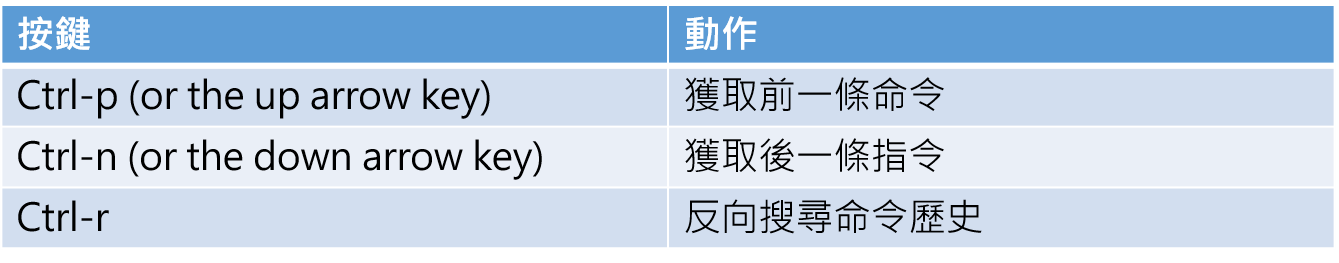 按鍵 動作
Ctrl-p (or the up arrow key) 獲取前一條命令
Ctrl-n (or the down arrow key) 獲取後一條指令
Ctrl-r 反向搜尋命令歷史